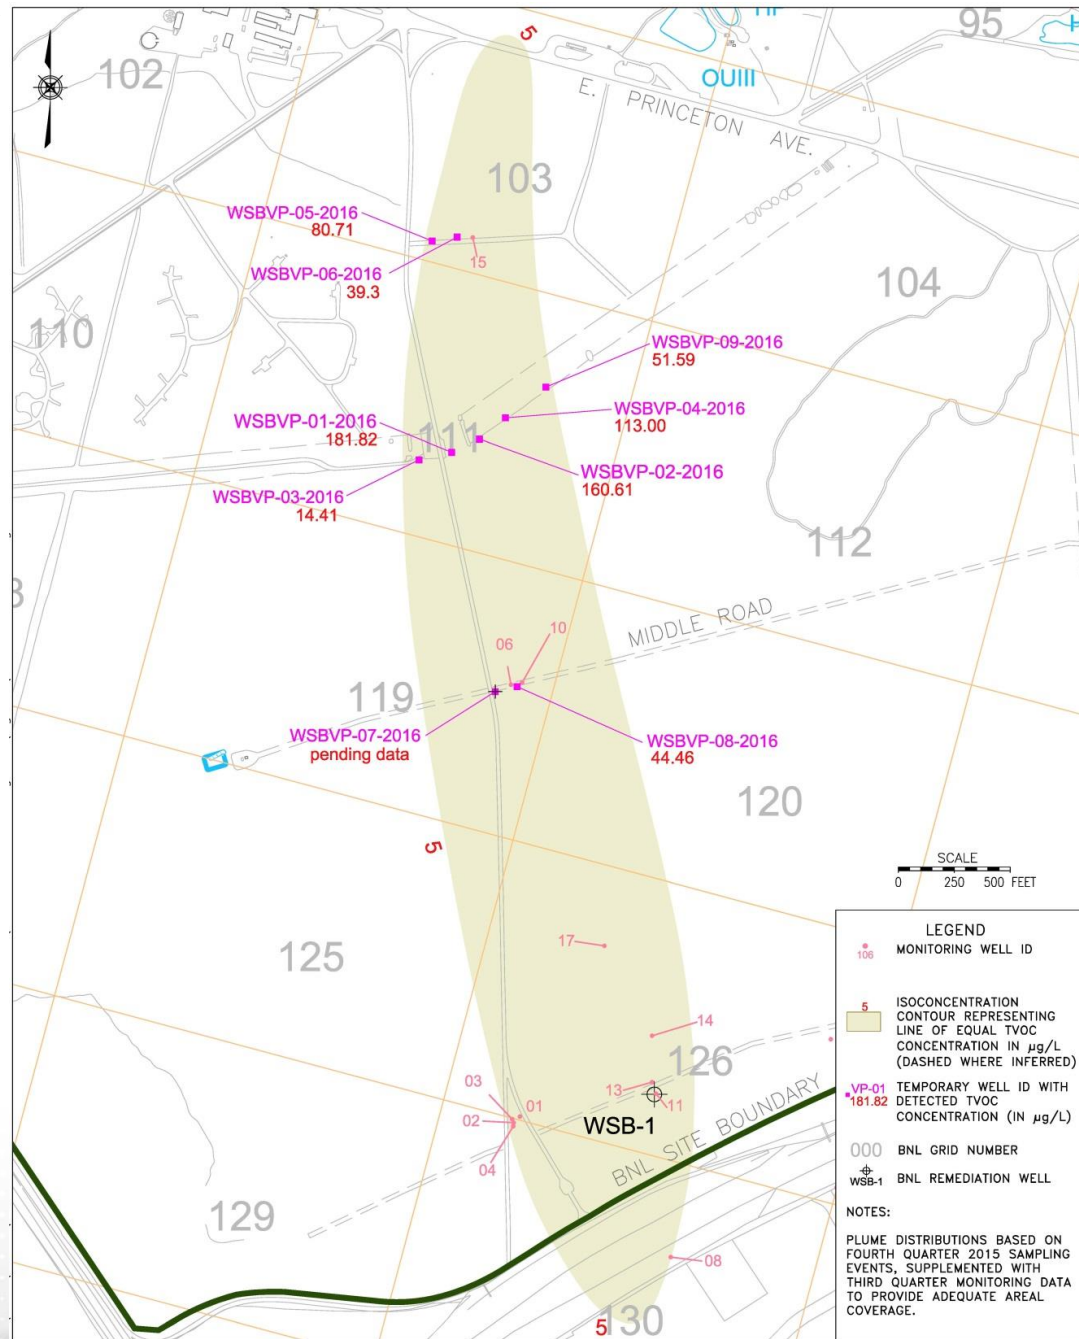 5
102
HF
95
OUIII
E. PRINCETON AVE.
103
WSBVP-05-2016
80.71
15
WSBVP-06-2016
39.3
104
110
WSBVP-09-2016
51.59
WSBVP-04-2016
113.00
WSBVP-01-2016
181.82
111
WSBVP-02-2016
160.61
WSBVP-03-2016
14.41
112
MIDDLE ROAD
10
06
119
WSBVP-07-2016
pending data
WSBVP-08-2016
44.46
120
5
SCALE
0 250 500 FEET
17
125
14
126
13
11
03
01
02
04
WSB-1
BNL SITE BOUNDARY
129
08
5
130
LEGEND
106
MONITORING WELL ID
5
ISOCONCENTRATION
CONTOUR REPRESENTING
LINE OF EQUAL TVOC
CONCENTRATION IN µg/L
(DASHED WHERE INFERRED)
VP-01
181.82
TEMPORARY WELL ID WITH
DETECTED TVOC
CONCENTRATION (IN µg/L)
000 BNL GRID NUMBER
WSB-1
BNL REMEDIATION WELL
NOTES:
PLUME DISTRIBUTIONS BASED ON
FOURTH QUARTER 2015 SAMPLING
EVENTS, SUPPLEMENTED WITH
THIRD QUARTER MONITORING DATA
TO PROVIDE ADEQUATE AREAL
COVERAGE.